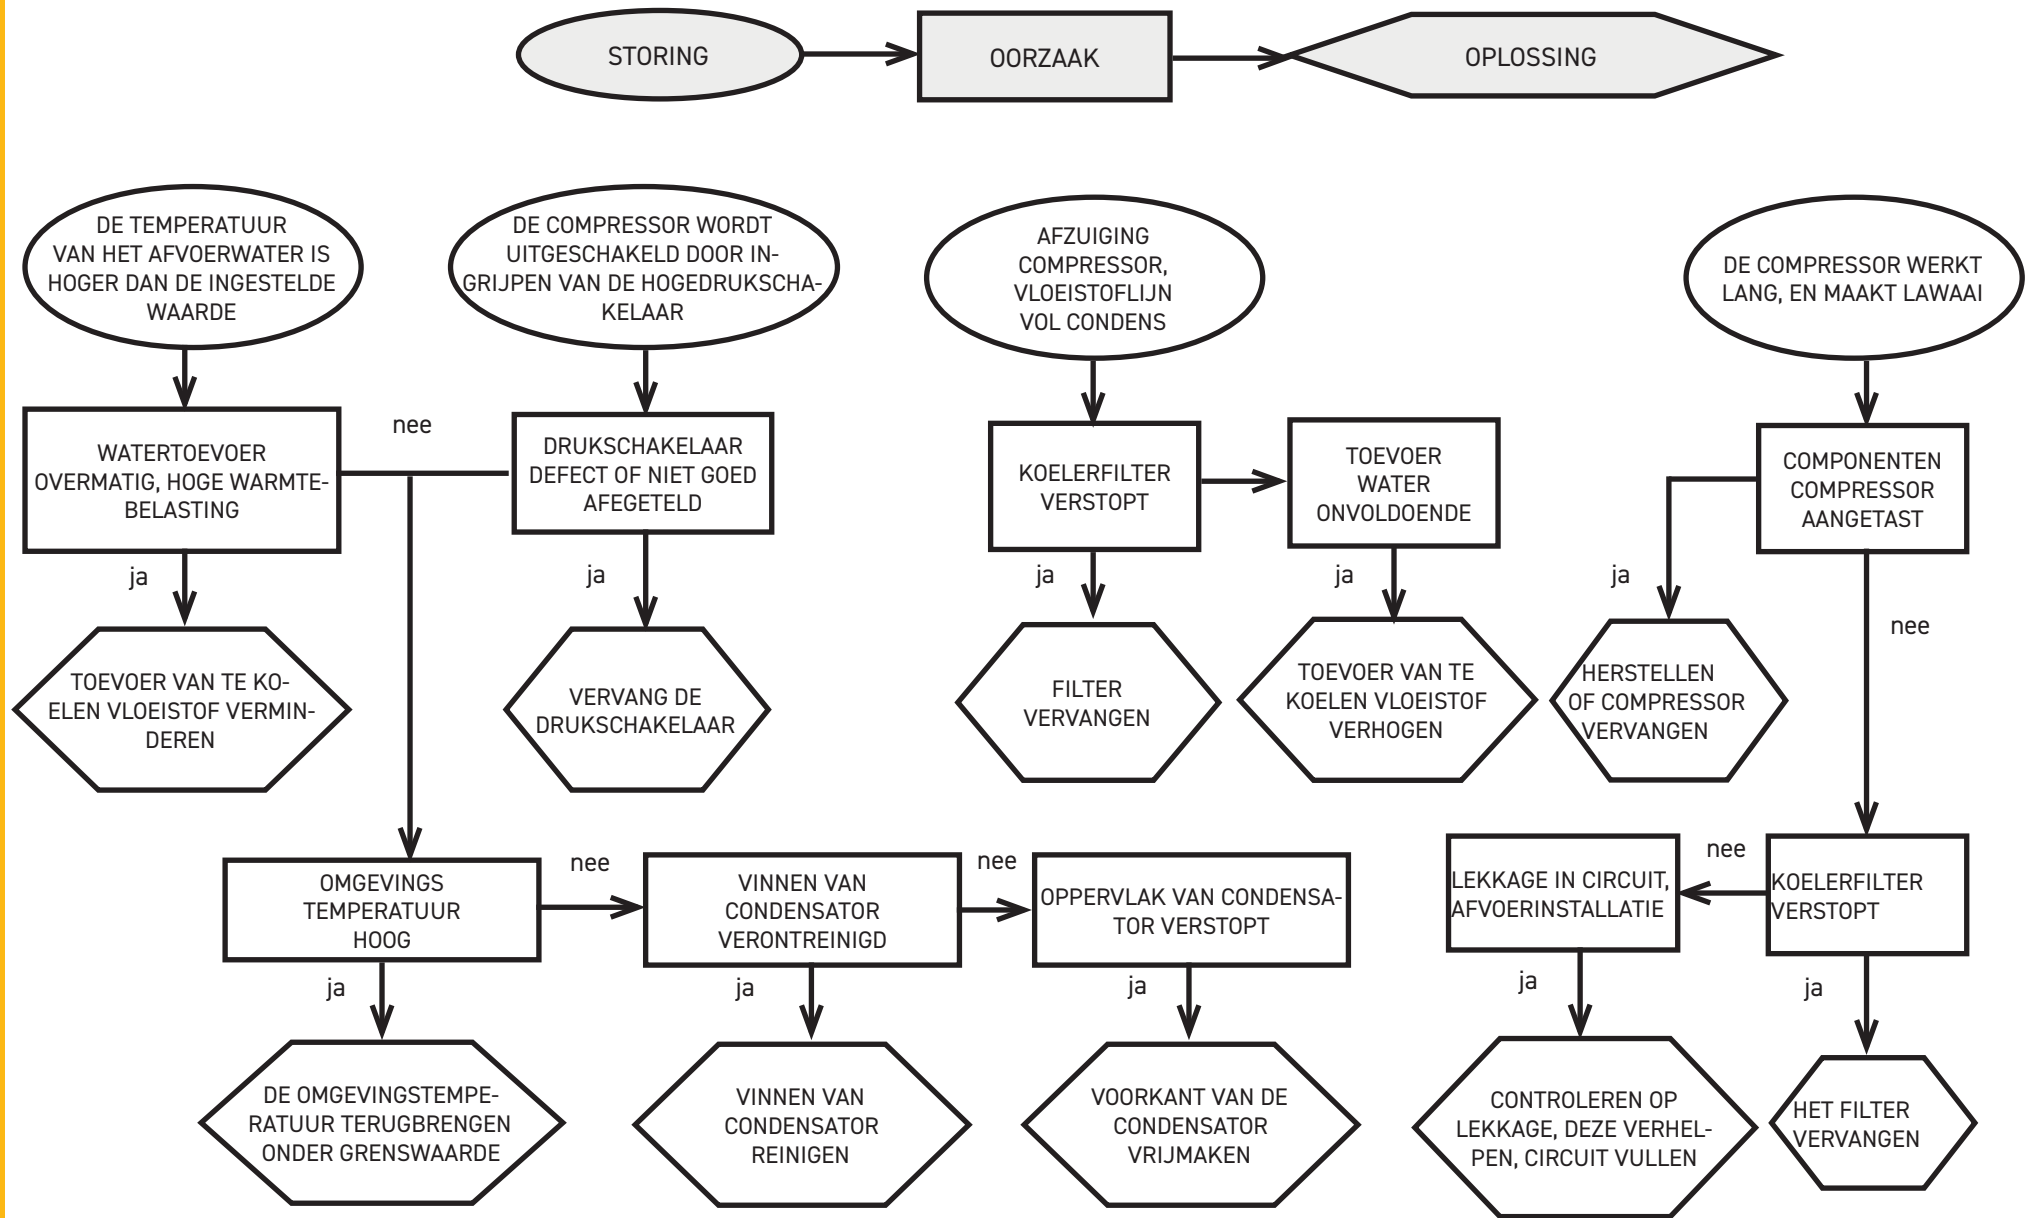 STORING
OORZAAK
OPLOSSING
DE TEMPERATUUR
VAN HET AFVOERWATER IS
HOGER DAN DE INGESTELDE
WAARDE
DE COMPRESSOR WORDT
UITGESCHAKELD DOOR IN-
GRIJPEN VAN DE HOGEDRUKSCHA-
KELAAR
AFZUIGING
COMPRESSOR,
VLOEISTOFLIJN
VOL CONDENS
DE COMPRESSOR WERKT
LANG, EN MAAKT LAWAAI
WATERTOEVOER
OVERMATIG, HOGE WARMTE-
BELASTING
nee
DRUKSCHAKELAAR
DEFECT OF NIET GOED
AFEGETELD
KOELERFILTER
VERSTOPT
TOEVOER
WATER
ONVOLDOENDE
COMPONENTEN
COMPRESSOR
AANGETAST
ja
ja
ja
ja
ja
nee
TOEVOER VAN TE KO-
ELEN VLOEISTOF VERMIN-
DEREN
VERVANG DE
DRUKSCHAKELAAR
FILTER
VERVANGEN
TOEVOER VAN TE
KOELEN VLOEISTOF
VERHOGEN
HERSTELLEN
OF COMPRESSOR
VERVANGEN
OMGEVINGS
TEMPERATUUR
HOOG
nee
VINNEN VAN
CONDENSATOR
VERONTREINIGD
nee
OPPERVLAK VAN CONDENSA-
TOR VERSTOPT
LEKKAGE IN CIRCUIT,
AFVOERINSTALLATIE
nee
KOELERFILTER
VERSTOPT
ja
ja
ja
ja
ja
DE OMGEVINGSTEMPE-
RATUUR TERUGBRENGEN
ONDER GRENSWAARDE
VINNEN VAN
CONDENSATOR
REINIGEN
VOORKANT VAN DE
CONDENSATOR
VRIJMAKEN
CONTROLEREN OP
LEKKAGE, DEZE VERHEL-
PEN, CIRCUIT VULLEN
HET FILTER
VERVANGEN